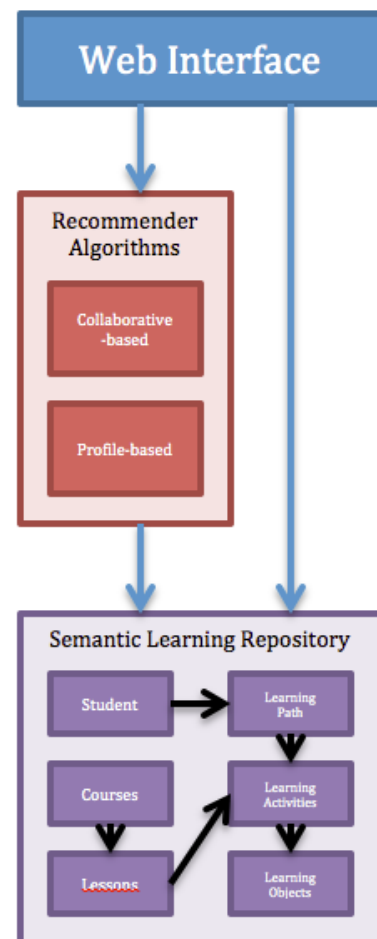 Web Interface
Recommender
Algorithms
Collaborative
-based
Profile-based
Semantic Learning Repository
Student
Learning
Path
Courses
Learning
Activities
Lessons
Learning
Objects